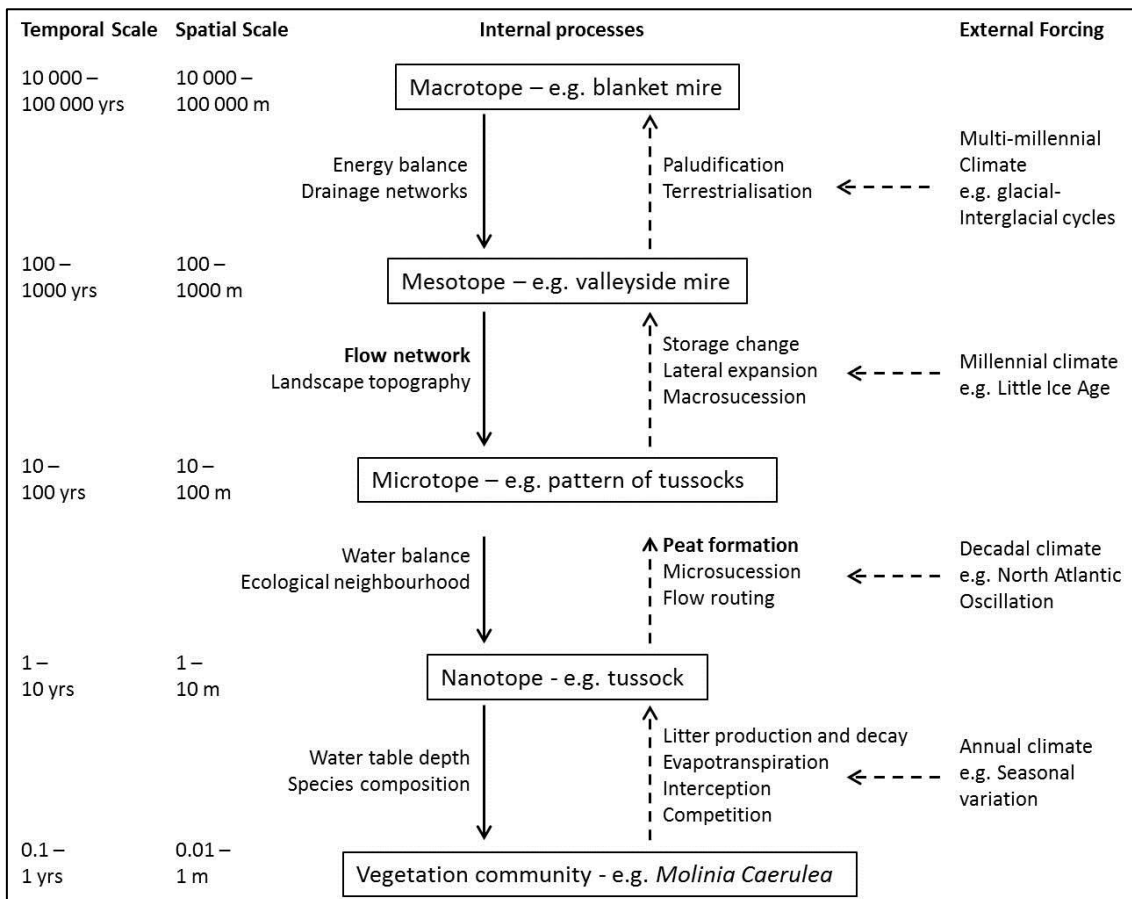 Temporal Scale Spatial Scale Internal processes External Forcing
10 000 – 10 000 –
100 000 yrs 100 000 m
Macrotope – e.g. blanket mire
Energy balance
Drainage networks
Paludification
Terrestrialisation
Multi-millennial
Climate
e.g. glacial-
Interglacial cycles
100 – 100 –
1000 yrs 1000 m
Mesotope – e.g. valleyside mire
Flow network
Landscape topography
Storage change
Lateral expansion
Macrosucession
Millennial climate
e.g. Little Ice Age
10 – 10 –
100 yrs 100 m
Microtope – e.g. pattern of tussocks
Water balance
Ecological neighbourhood
Peat formation
Microsucession
Flow routing
Decadal climate
e.g. North Atlantic
Oscillation
1 – 1 –
10 yrs 10 m
Nanotope - e.g. tussock
Water table depth
Species composition
Litter production and decay
Evapotranspiration
Interception
Competition
Annual climate
e.g. Seasonal
variation
0.1 – 0.01 –
1 yrs 1 m
Vegetation community - e.g. Molinia Caerulea